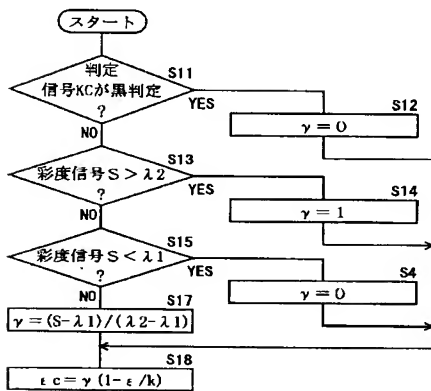 スタート
判定
信号KCが黒判定
?
S11
YES
NO
S12
γ=0
彩度信号S>λ2
?
S13
YES
NO
S14
γ=1
彩度信号S<λ1
?
S15
YES
NO
S4
γ=0
S17
γ=(S-λ1)/(λ2-λ1)
S18
εc=γ(1-ε/k)